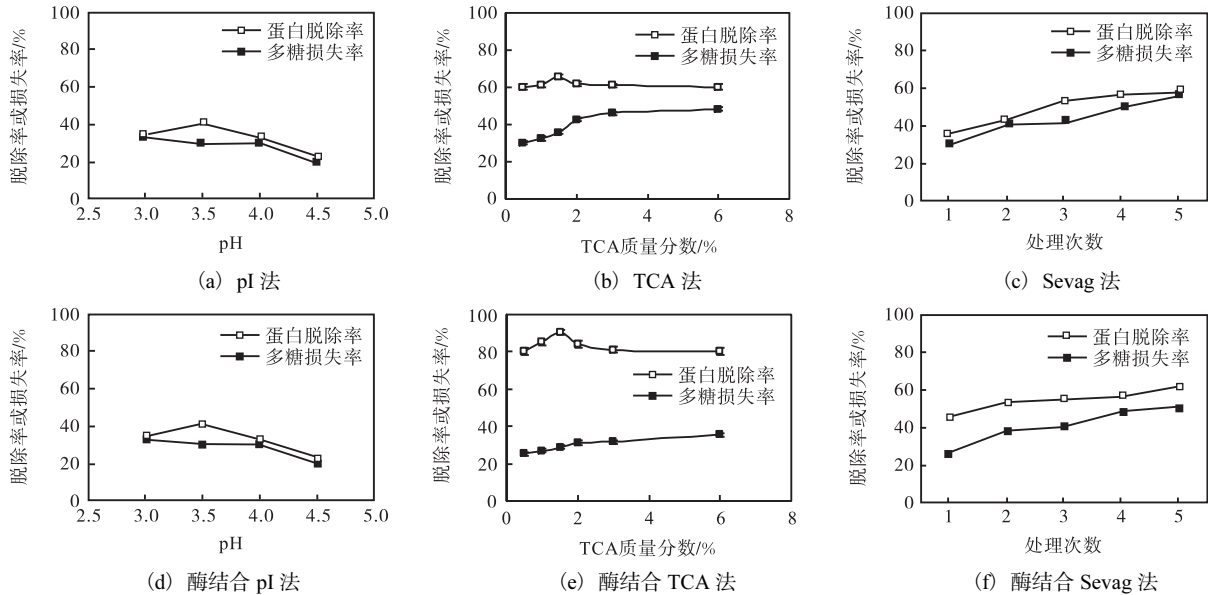 100
80
60
40
20
0
脱除率或损失率/%
蛋白脱除率
多糖损失率
2.5 3.0 3.5 4.0 4.5 5.0
pH
(a) pI 法
100
80
60
40
20
0
脱除率或损失率/%
蛋白脱除率
多糖损失率
0 2 4 6 8
TCA质量分数/%
(b) TCA 法
100
80
60
40
20
0
脱除率或损失率/%
蛋白脱除率
多糖损失率
1 2 3 4 5
处理次数
(c) Sevag 法
100
80
60
40
20
0
脱除率或损失率/%
蛋白脱除率
多糖损失率
2.5 3.0 3.5 4.0 4.5 5.0
pH
(d) 酶结合 pI 法
100
80
60
40
20
0
脱除率或损失率/%
蛋白脱除率
多糖损失率
0 2 4 6 8
TCA质量分数/%
(e) 酶结合 TCA 法
100
80
60
40
20
0
脱除率或损失率/%
蛋白脱除率
多糖损失率
1 2 3 4 5
处理次数
(f) 酶结合 Sevag 法